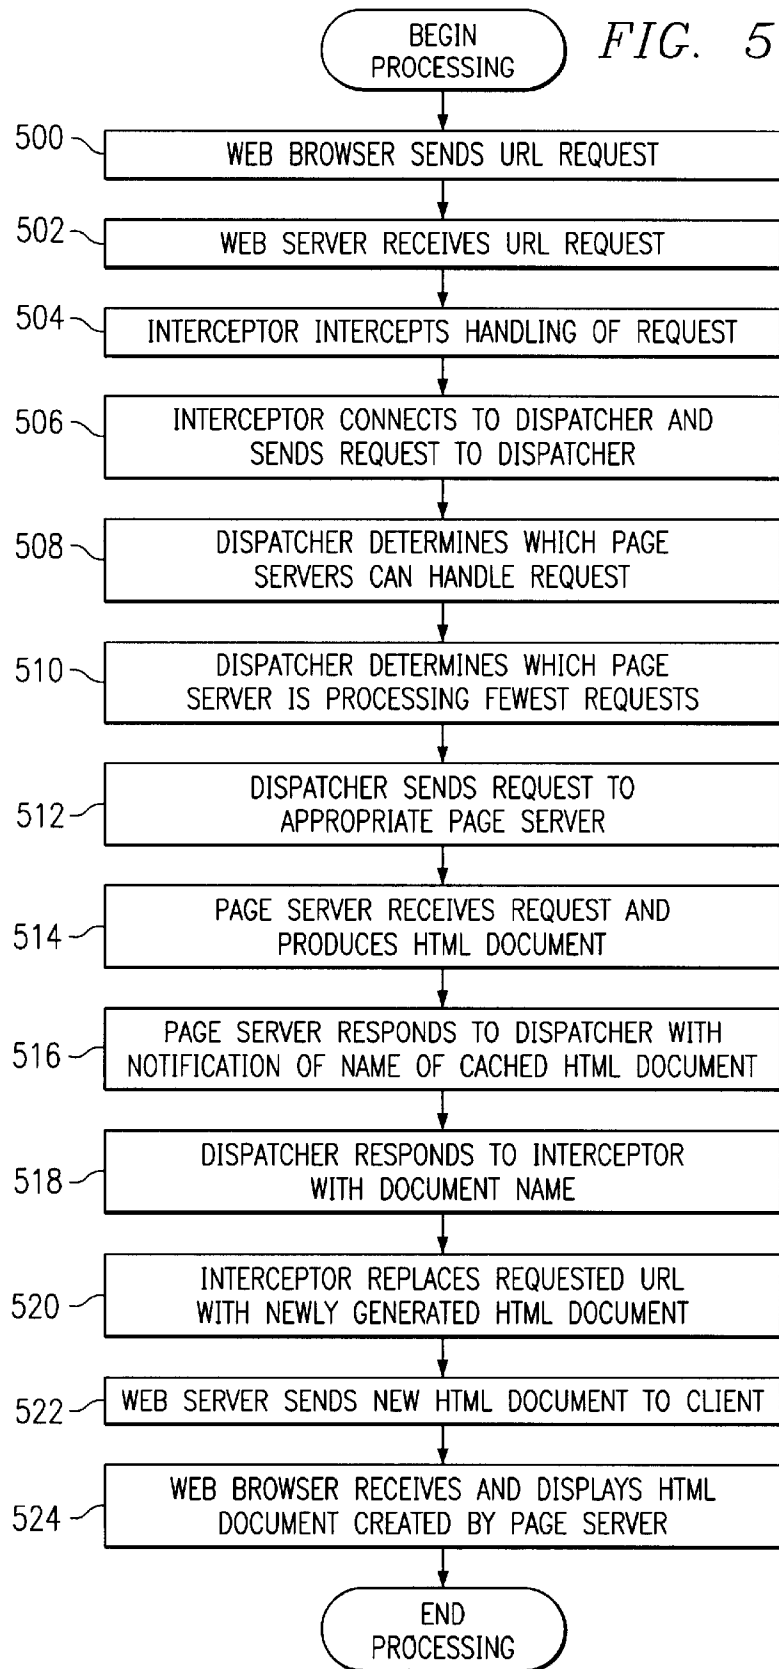 BEGIN
PROCESSING
FIG. 5
500
WEB BROWSER SENDS URL REQUEST
502
WEB SERVER RECEIVES URL REQUEST
504
INTERCEPTOR INTERCEPTS HANDLING OF REQUEST
506
INTERCEPTOR CONNECTS TO DISPATCHER AND
SENDS REQUEST TO DISPATCHER
508
DISPATCHER DETERMINES WHICH PAGE
SERVERS CAN HANDLE REQUEST
510
DISPATCHER DETERMINES WHICH PAGE
SERVER IS PROCESSING FEWEST REQUESTS
512
DISPATCHER SENDS REQUEST TO
APPROPRIATE PAGE SERVER
514
PAGE SERVER RECEIVES REQUEST AND
PRODUCES HTML DOCUMENT
516
PAGE SERVER RESPONDS TO DISPATCHER WITH
NOTIFICATION OF NAME OF CACHED HTML DOCUMENT
518
DISPATCHER RESPONDS TO INTERCEPTOR
WITH DOCUMENT NAME
520
INTERCEPTOR REPLACES REQUESTED URL
WITH NEWLY GENERATED HTML DOCUMENT
522
WEB SERVER SENDS NEW HTML DOCUMENT TO CLIENT
524
WEB BROWSER RECEIVES AND DISPLAYS HTML
DOCUMENT CREATED BY PAGE SERVER
END
PROCESSING